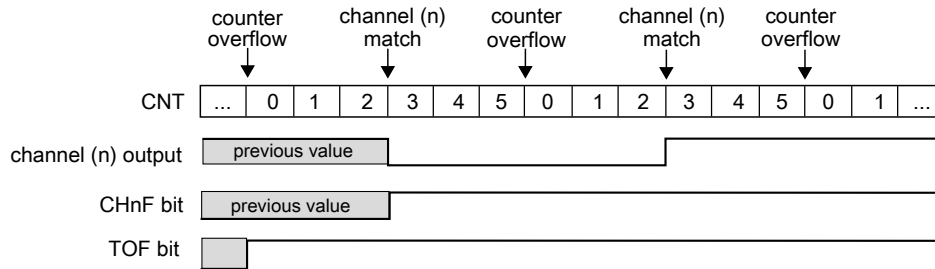 counter overflow
channel (n) match
counter overflow
channel (n) match
counter overflow
CNT ... 0 1 2 3 4 5 0 1 2 3 4 5 0 1 ...
channel (n) output previous value
CHnF bit previous value
TOF bit